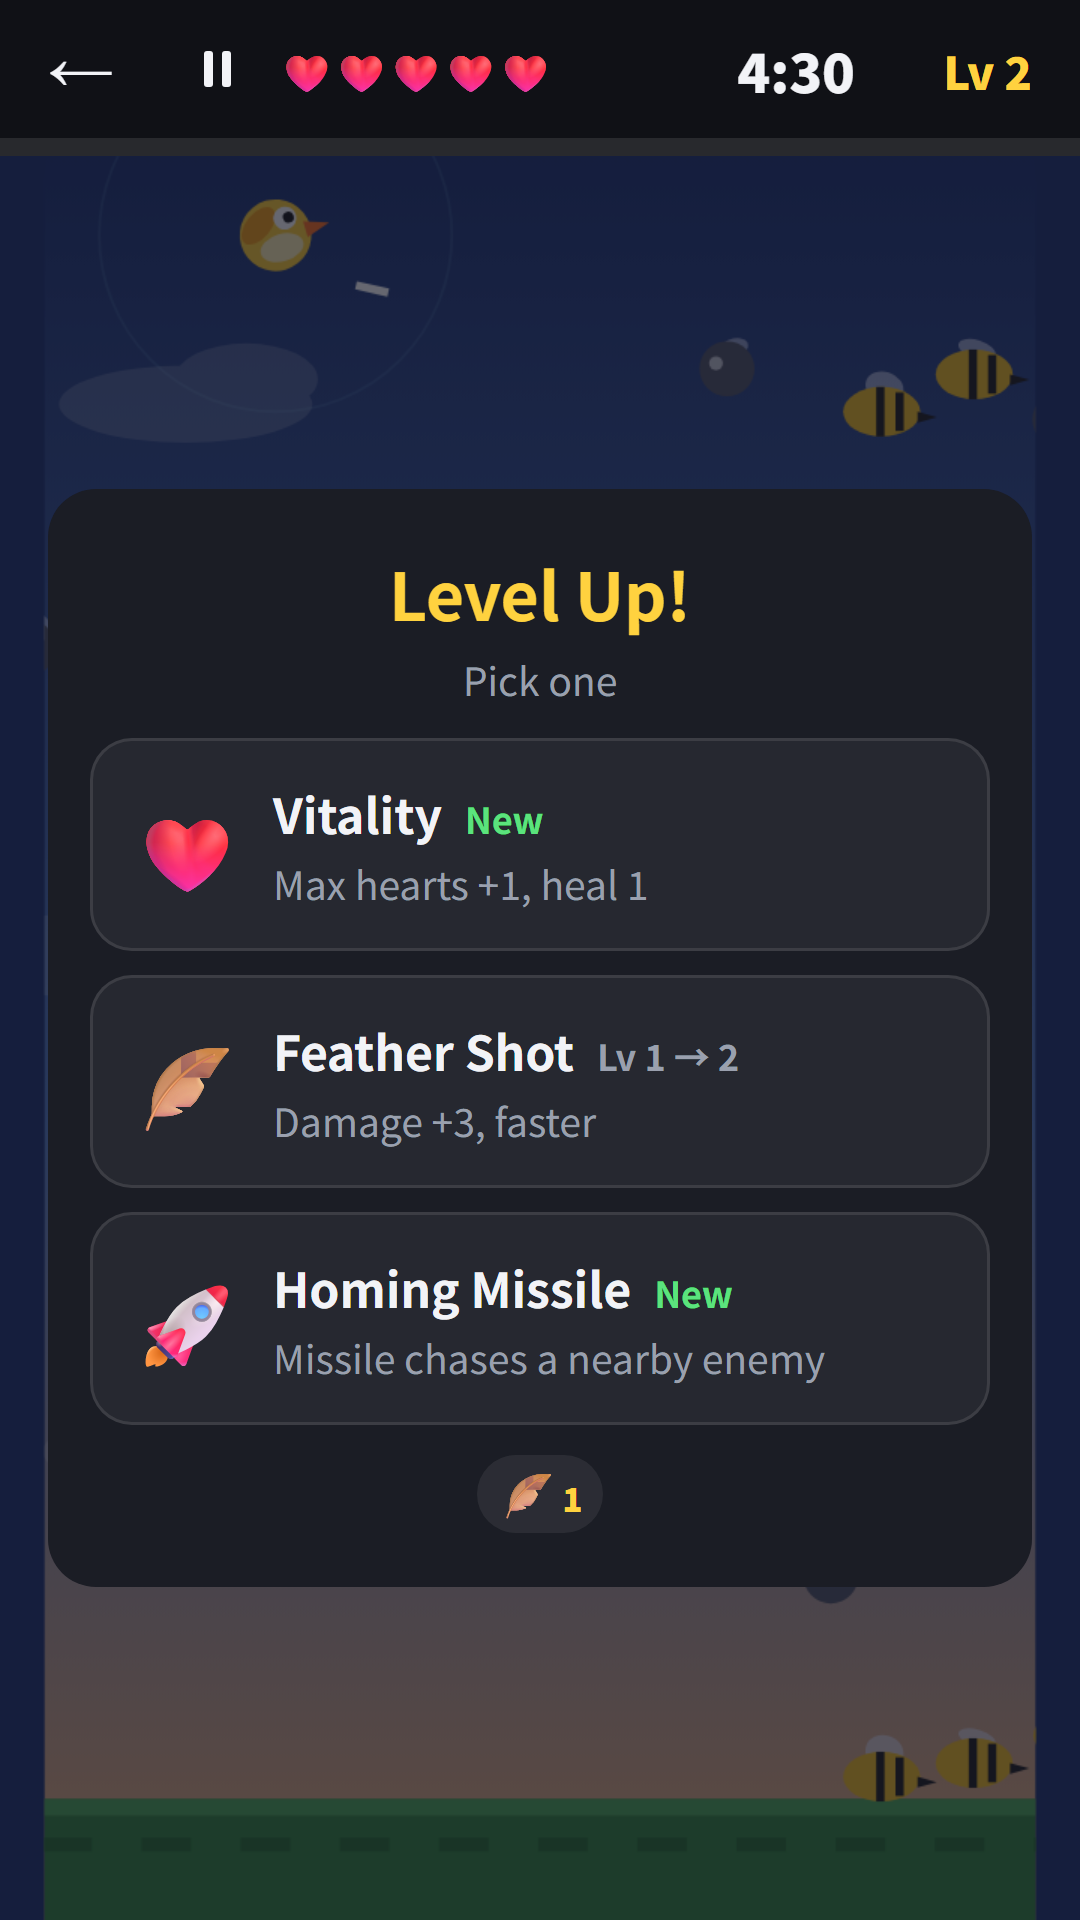 4:30 Lv 2
Level Up!
Pick one
Vitality New
Max hearts +1, heal 1
Feather Shot Lv 1 → 2
Damage +3, faster
Homing Missile New
Missile chases a nearby enemy
1